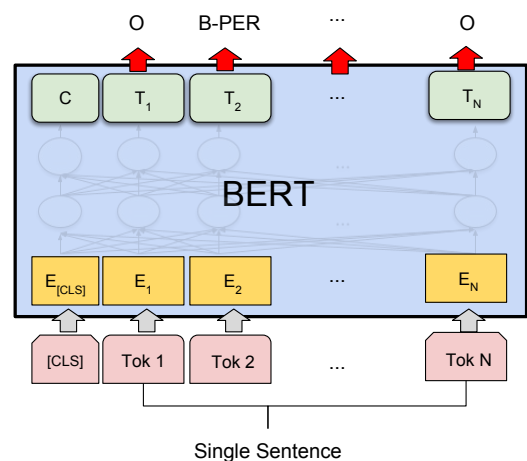 O B-PER ... O
C T1 T2 ... TN
...
BERT
...
E[CLS] E1 E2 ... EN
[CLS] Tok 1 Tok 2 ... Tok N
Single Sentence